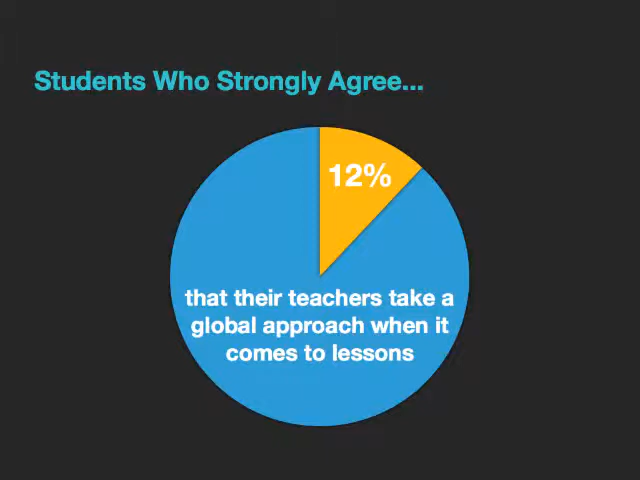 Students Who Strongly Agree...
12%
that their teachers take a
global approach when it
comes to lessons